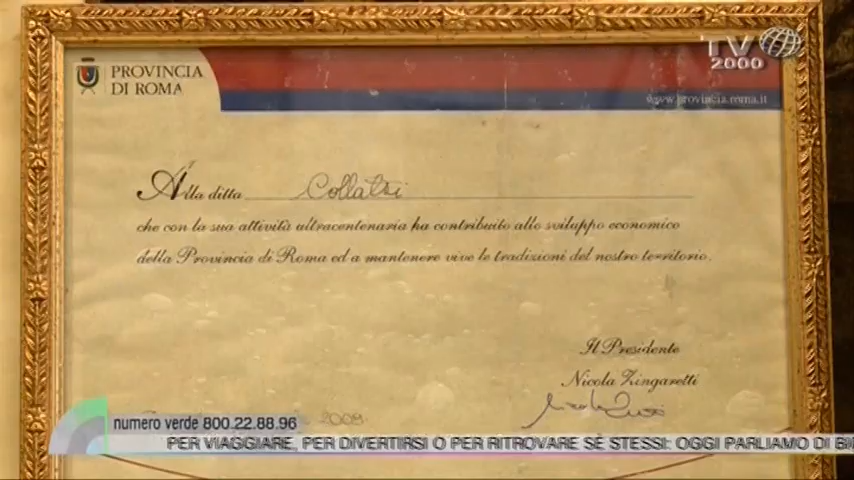 TV
2000
PROVINCIA
DI ROMA
www.provincia.roma.it
Alla ditta Collalti
che con la sua attività ultracentenaria ha contribuito allo sviluppo economico
della Provincia di Roma ed a mantenere vive le tradizioni del nostro territorio.
Il Presidente
Nicola Zingaretti
2008
numero verde 800.22.88.96
PER VIAGGIARE, PER DIVERTIRSI O PER RITROVARE SE STESSI: OGGI PARLIAMO DI